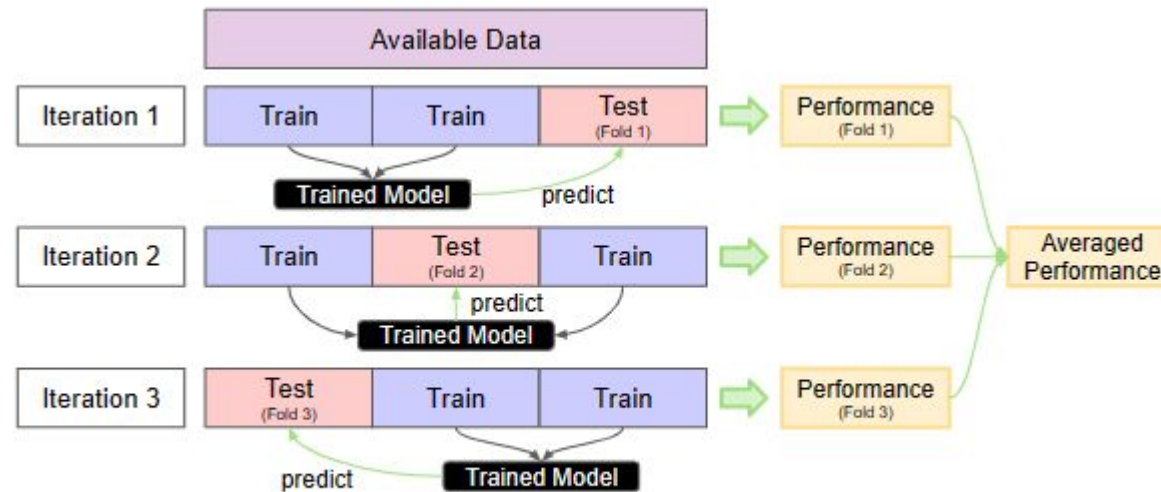 Available Data
Iteration 1
Train
Train
Test
(Fold 1)
Performance
(Fold 1)
Trained Model
predict
Iteration 2
Train
Test
(Fold 2)
Train
Performance
(Fold 2)
Averaged
Performance
predict
Trained Model
Iteration 3
Test
(Fold 3)
Train
Train
Performance
(Fold 3)
predict
Trained Model